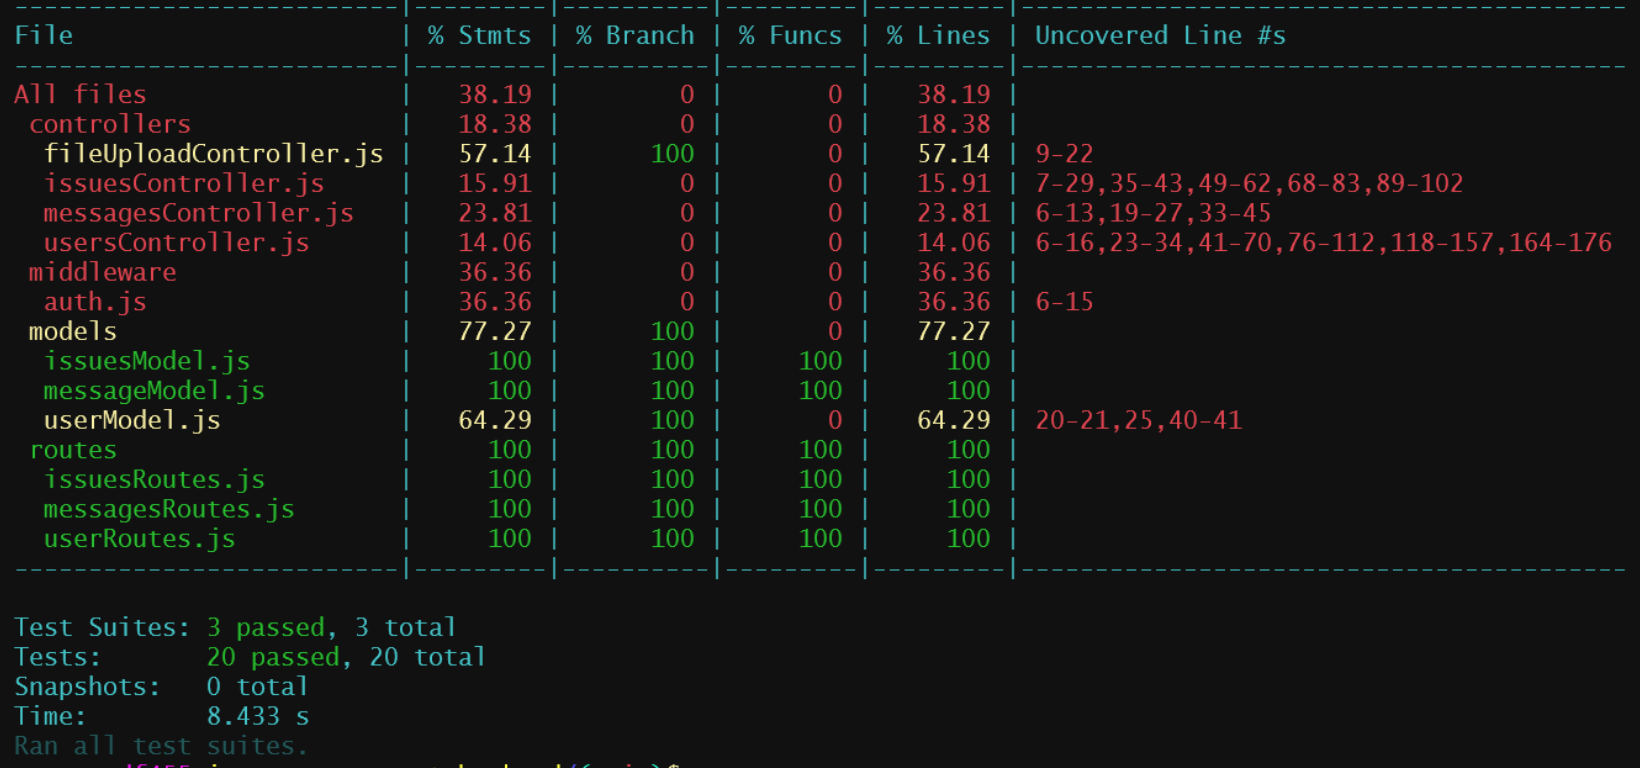 --------------------------|---------|----------|---------|---------|-----------------------------------------
File                      | % Stmts | % Branch | % Funcs | % Lines | Uncovered Line #s
--------------------------|---------|----------|---------|---------|-----------------------------------------
All files                 |   38.19 |        0 |       0 |   38.19 |
 controllers              |   18.38 |        0 |       0 |   18.38 |
  fileUploadController.js |   57.14 |      100 |       0 |   57.14 | 9-22
  issuesController.js     |   15.91 |        0 |       0 |   15.91 | 7-29,35-43,49-62,68-83,89-102
  messagesController.js   |   23.81 |        0 |       0 |   23.81 | 6-13,19-27,33-45
  usersController.js      |   14.06 |        0 |       0 |   14.06 | 6-16,23-34,41-70,76-112,118-157,164-176
 middleware               |   36.36 |        0 |       0 |   36.36 |
  auth.js                 |   36.36 |        0 |       0 |   36.36 | 6-15
 models                   |   77.27 |      100 |       0 |   77.27 |
  issuesModel.js          |     100 |      100 |     100 |     100 |
  messageModel.js         |     100 |      100 |     100 |     100 |
  userModel.js            |   64.29 |      100 |       0 |   64.29 | 20-21,25,40-41
 routes                   |     100 |      100 |     100 |     100 |
  issuesRoutes.js         |     100 |      100 |     100 |     100 |
  messagesRoutes.js       |     100 |      100 |     100 |     100 |
  userRoutes.js           |     100 |      100 |     100 |     100 |
--------------------------|---------|----------|---------|---------|-----------------------------------------
Test Suites: 3 passed, 3 total
Tests:       20 passed, 20 total
Snapshots:   0 total
Time:        8.433 s
Ran all test suites.